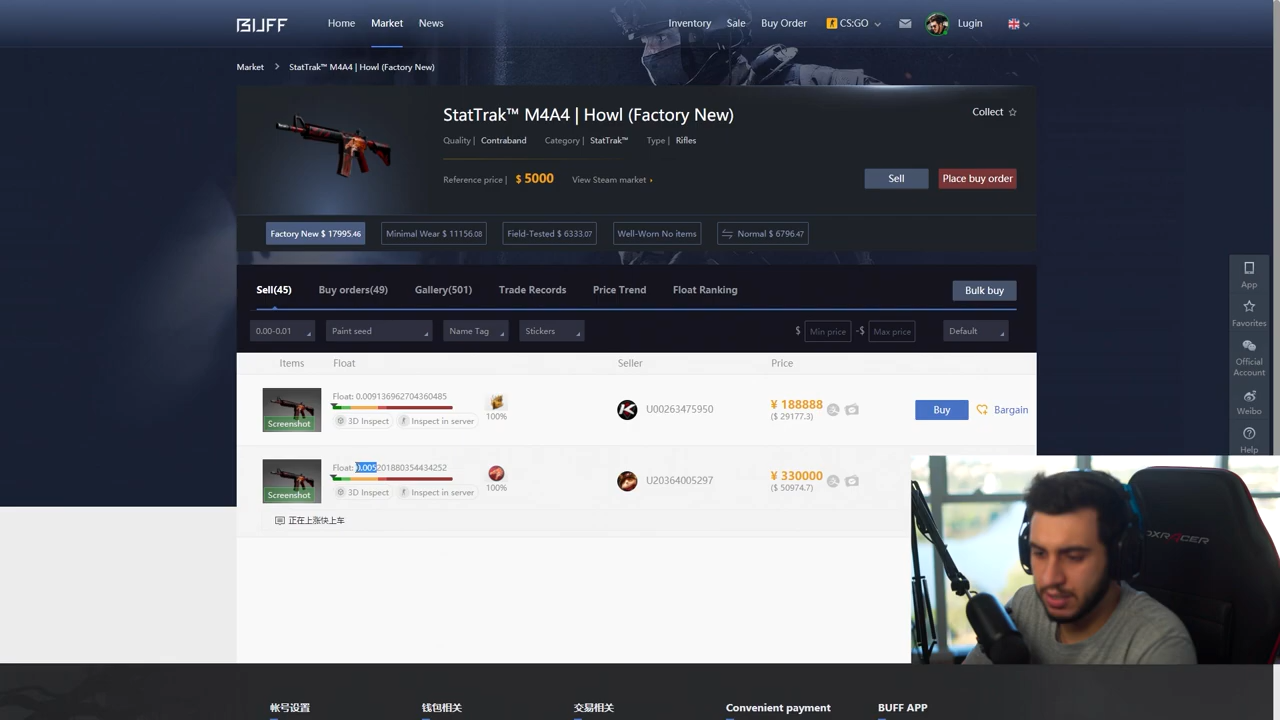 BUFF Home Market News Inventory Sale Buy Order CS:GO Lugin
Market > StatTrak™ M4A4 | Howl (Factory New)
StatTrak™ M4A4 | Howl (Factory New)
Collect
Quality | Contraband Category | StatTrak™ Type | Rifles
Reference price | $ 5000 View Steam market
Sell
Place buy order
Factory New $ 17995.46
Minimal Wear $ 11156.08
Field-Tested $ 6333.07
Well-Worn No items
Normal $ 6796.47
Sell(45) Buy orders(49) Gallery(501) Trade Records Price Trend Float Ranking
Bulk buy
0.00-0.01 Paint seed Name Tag Stickers $ Min price -$ Max price Default
Items Float Seller Price
Screenshot
Float: 0.009136962704360485
3D Inspect Inspect in server
100%
U00263475950
¥ 188888
($ 29177.3)
Buy
Bargain
Screenshot
Float: 0.005201880354434252
3D Inspect Inspect in server
100%
U20364005297
¥ 330000
($ 50974.7)
正在上涨快上车
App
Favorites
Official
Account
Weibo
Help
DXRACER
帐号设置 钱包相关 交易相关 Convenient payment BUFF APP